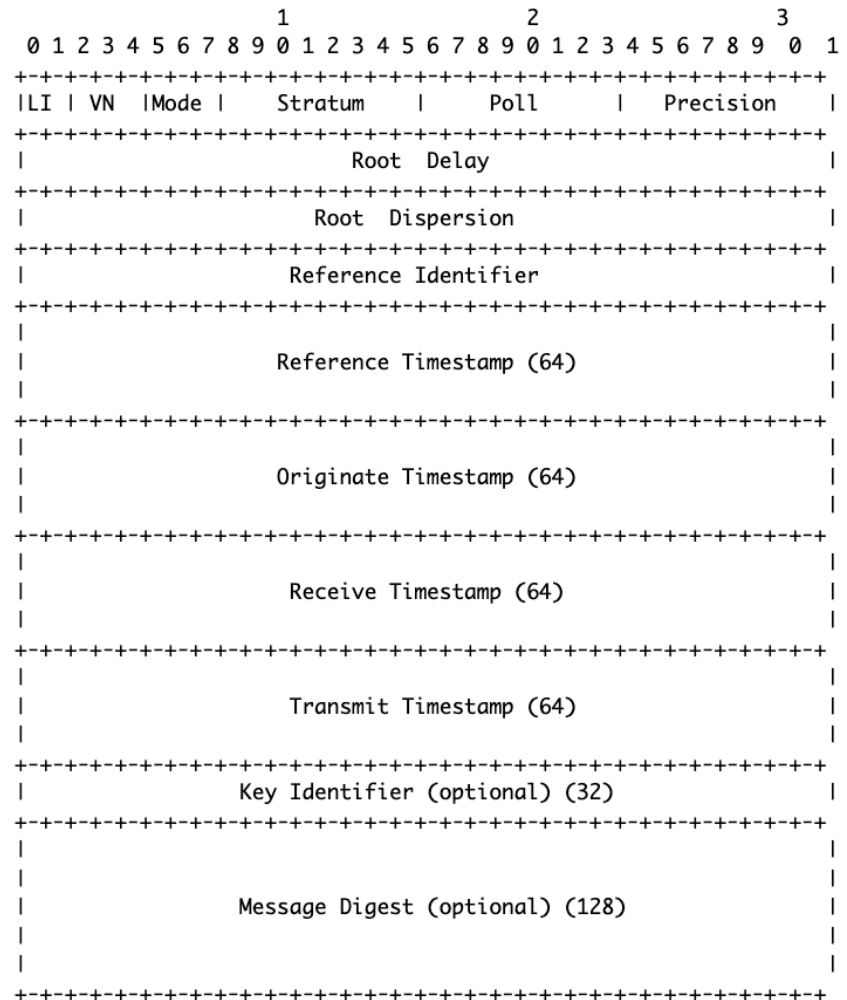 1                   2                   3
 0 1 2 3 4 5 6 7 8 9 0 1 2 3 4 5 6 7 8 9 0 1 2 3 4 5 6 7 8 9  0  1
+-+-+-+-+-+-+-+-+-+-+-+-+-+-+-+-+-+-+-+-+-+-+-+-+-+-+-+-+-+-+-+-+
|LI | VN  |Mode |    Stratum    |     Poll      |   Precision    |
+-+-+-+-+-+-+-+-+-+-+-+-+-+-+-+-+-+-+-+-+-+-+-+-+-+-+-+-+-+-+-+-+
|                          Root  Delay                           |
+-+-+-+-+-+-+-+-+-+-+-+-+-+-+-+-+-+-+-+-+-+-+-+-+-+-+-+-+-+-+-+-+
|                       Root  Dispersion                         |
+-+-+-+-+-+-+-+-+-+-+-+-+-+-+-+-+-+-+-+-+-+-+-+-+-+-+-+-+-+-+-+-+
|                     Reference Identifier                       |
+-+-+-+-+-+-+-+-+-+-+-+-+-+-+-+-+-+-+-+-+-+-+-+-+-+-+-+-+-+-+-+-+
|                                                                |
|                    Reference Timestamp (64)                    |
|                                                                |
+-+-+-+-+-+-+-+-+-+-+-+-+-+-+-+-+-+-+-+-+-+-+-+-+-+-+-+-+-+-+-+-+
|                                                                |
|                    Originate Timestamp (64)                    |
|                                                                |
+-+-+-+-+-+-+-+-+-+-+-+-+-+-+-+-+-+-+-+-+-+-+-+-+-+-+-+-+-+-+-+-+
|                                                                |
|                     Receive Timestamp (64)                     |
|                                                                |
+-+-+-+-+-+-+-+-+-+-+-+-+-+-+-+-+-+-+-+-+-+-+-+-+-+-+-+-+-+-+-+-+
|                                                                |
|                     Transmit Timestamp (64)                    |
|                                                                |
+-+-+-+-+-+-+-+-+-+-+-+-+-+-+-+-+-+-+-+-+-+-+-+-+-+-+-+-+-+-+-+-+
|                 Key Identifier (optional) (32)                 |
+-+-+-+-+-+-+-+-+-+-+-+-+-+-+-+-+-+-+-+-+-+-+-+-+-+-+-+-+-+-+-+-+
|                                                                |
|                                                                |
|                 Message Digest (optional) (128)                |
|                                                                |
|                                                                |
+-+-+-+-+-+-+-+-+-+-+-+-+-+-+-+-+-+-+-+-+-+-+-+-+-+-+-+-+-+-+-+-+